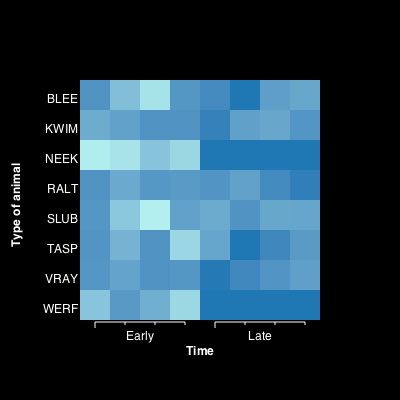 BLEE
KWIM
NEEK
RALT
SLUB
TASP
VRAY
WERF
Type of animal
Early Late
Time